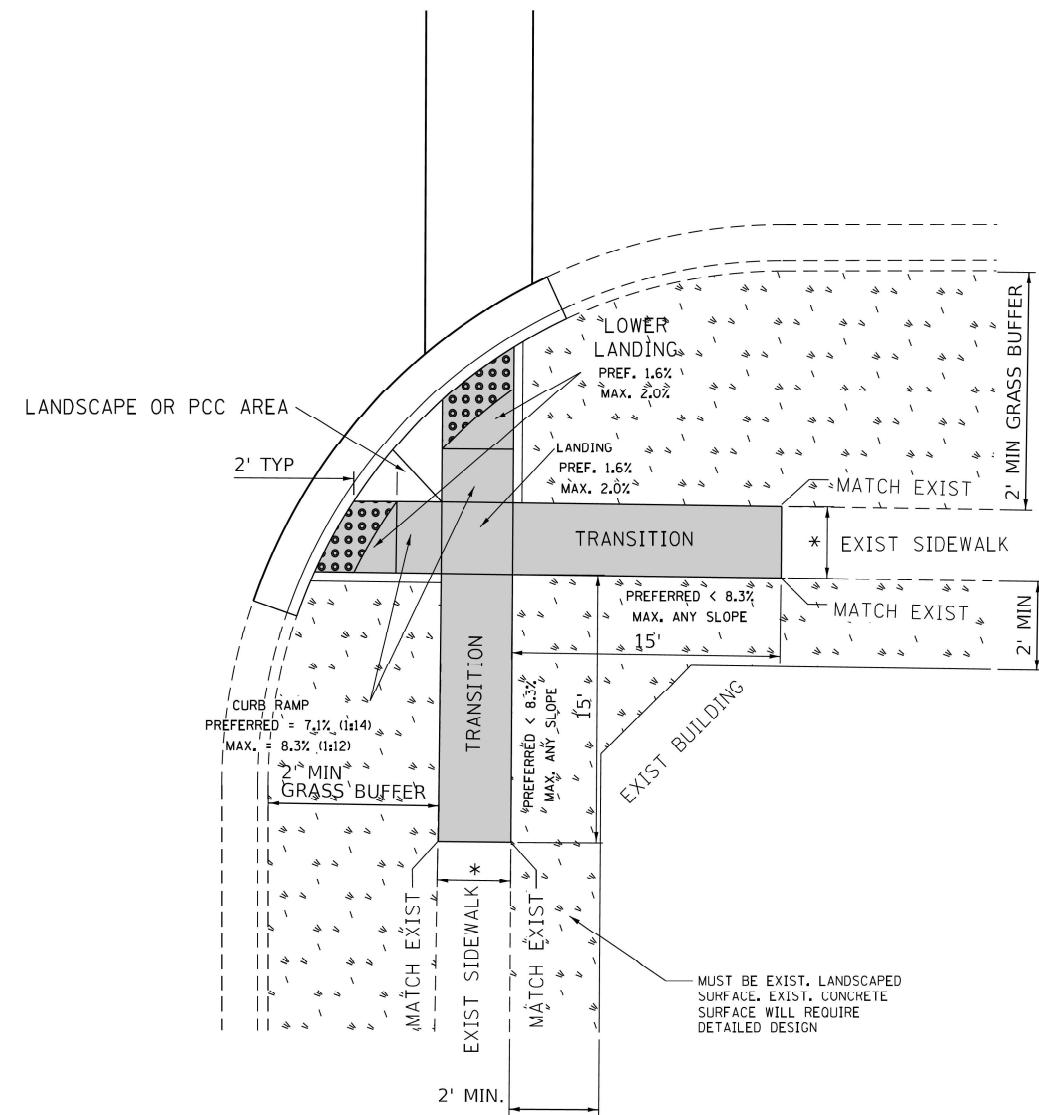 LOWER
LANDING
PREF. 1.6%
MAX. 2.0%
2' MIN GRASS BUFFER
LANDSCAPE OR PCC AREA
2' TYP
LANDING
PREF. 1.6%
MAX. 2.0%
MATCH EXIST
TRANSITION
* EXIST SIDEWALK
PREFERRED < 8.3%
MAX. ANY SLOPE
MATCH EXIST
15'
2' MIN
TRANSITION
PREFERRED < 8.3%
MAX. ANY SLOPE
15'
EXIST BUILDING
CURB RAMP
PREFERRED = 7.1% (1:14)
MAX. = 8.3% (1:12)
2' MIN
GRASS BUFFER
MATCH EXIST
EXIST SIDEWALK *
MATCH EXIST
MUST BE EXIST. LANDSCAPED
SURFACE. EXIST. CONCRETE
SURFACE WILL REQUIRE
DETAILED DESIGN
2' MIN.